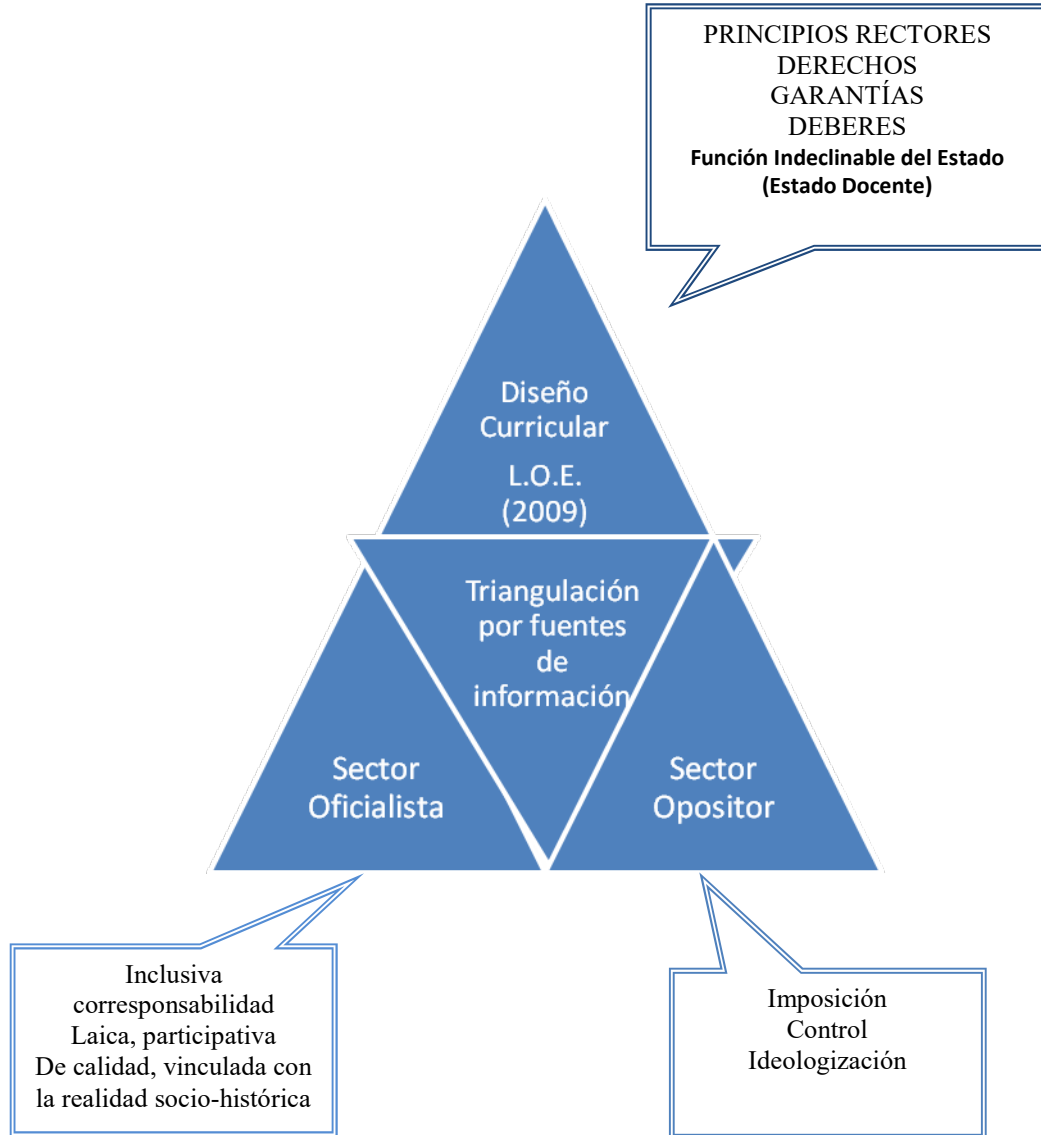 PRINCIPIOS RECTORES
DERECHOS
GARANTÍAS
DEBERES
Función Indeclinable del Estado
(Estado Docente)
Diseño
Curricular
L.O.E.
(2009)
Triangulación
por fuentes
de
información
Sector
Oficialista
Sector
Opositor
Inclusiva
corresponsabilidad
Laica, participativa
De calidad, vinculada con
la realidad socio-histórica
Imposición
Control
Ideologización